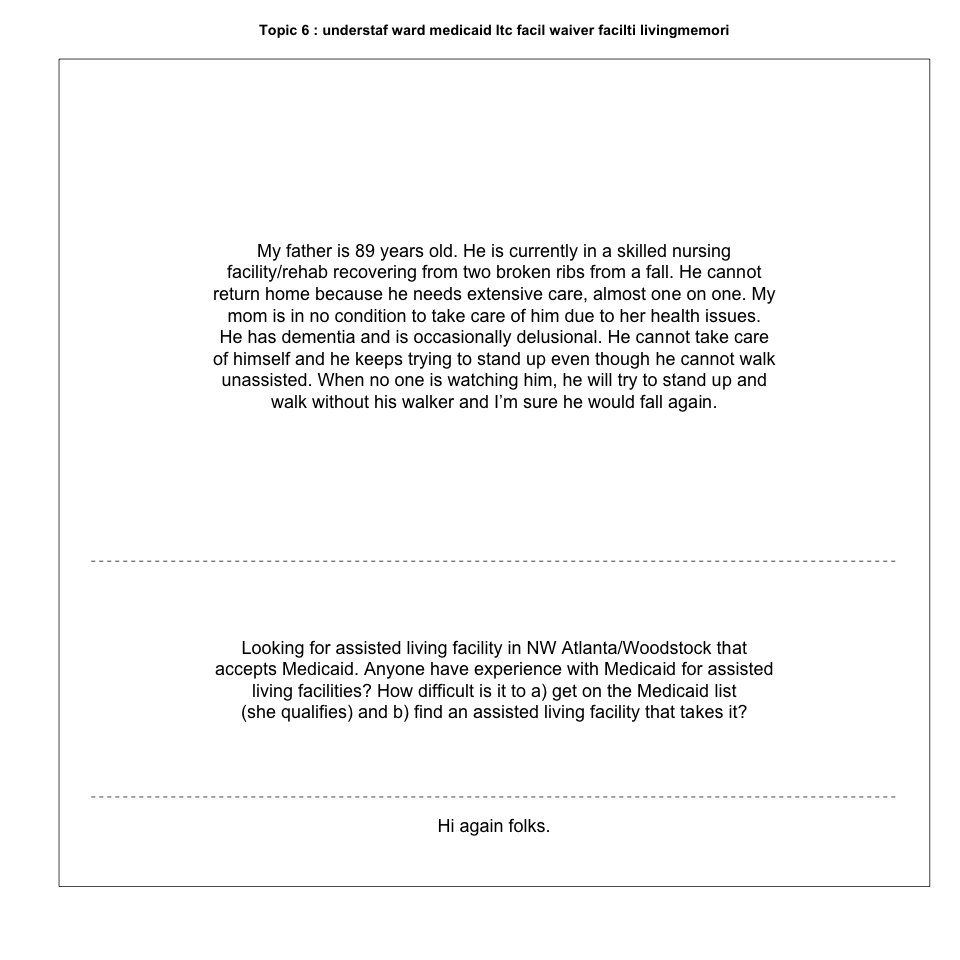 Topic 6 : understaf ward medicaid ltc facil waiver facilti livingmemori
My father is 89 years old. He is currently in a skilled nursing
facility/rehab recovering from two broken ribs from a fall. He cannot
return home because he needs extensive care, almost one on one. My
mom is in no condition to take care of him due to her health issues.
He has dementia and is occasionally delusional. He cannot take care
of himself and he keeps trying to stand up even though he cannot walk
unassisted. When no one is watching him, he will try to stand up and
walk without his walker and I'm sure he would fall again.
Looking for assisted living facility in NW Atlanta/Woodstock that
accepts Medicaid. Anyone have experience with Medicaid for assisted
living facilities? How difficult is it to a) get on the Medicaid list
(she qualifies) and b) find an assisted living facility that takes it?
Hi again folks.